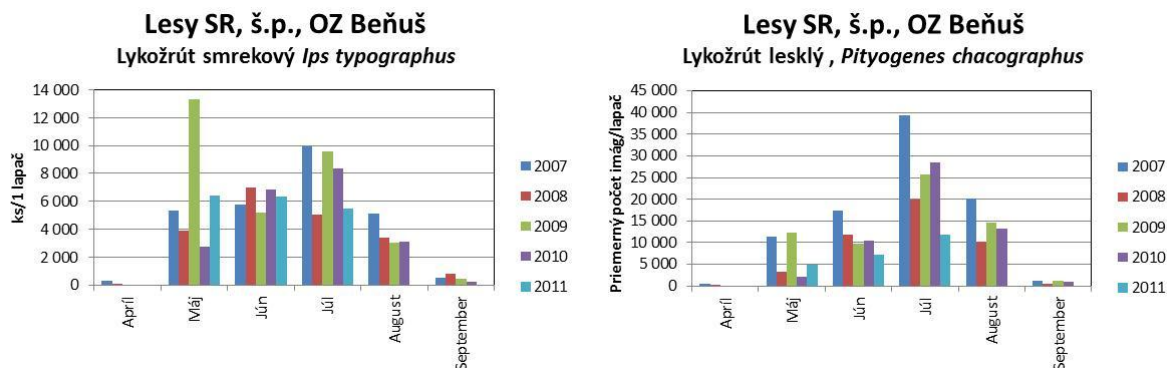 Lesy SR, š.p., OZ Beňuš
Lykožrút smrekový Ips typographus
14 000
12 000
10 000
8 000
6 000
4 000
2 000
0
ks/1 lapač
Apríl
Máj
Jún
Júl
August
September
2007
2008
2009
2010
2011
Lesy SR, š.p., OZ Beňuš
Lykožrút lesklý , Pityogenes chacographus
45 000
40 000
35 000
30 000
25 000
20 000
15 000
10 000
5 000
0
Priemerný počet imág/lapač
Apríl
Máj
Jún
Júl
August
September
2007
2008
2009
2010
2011